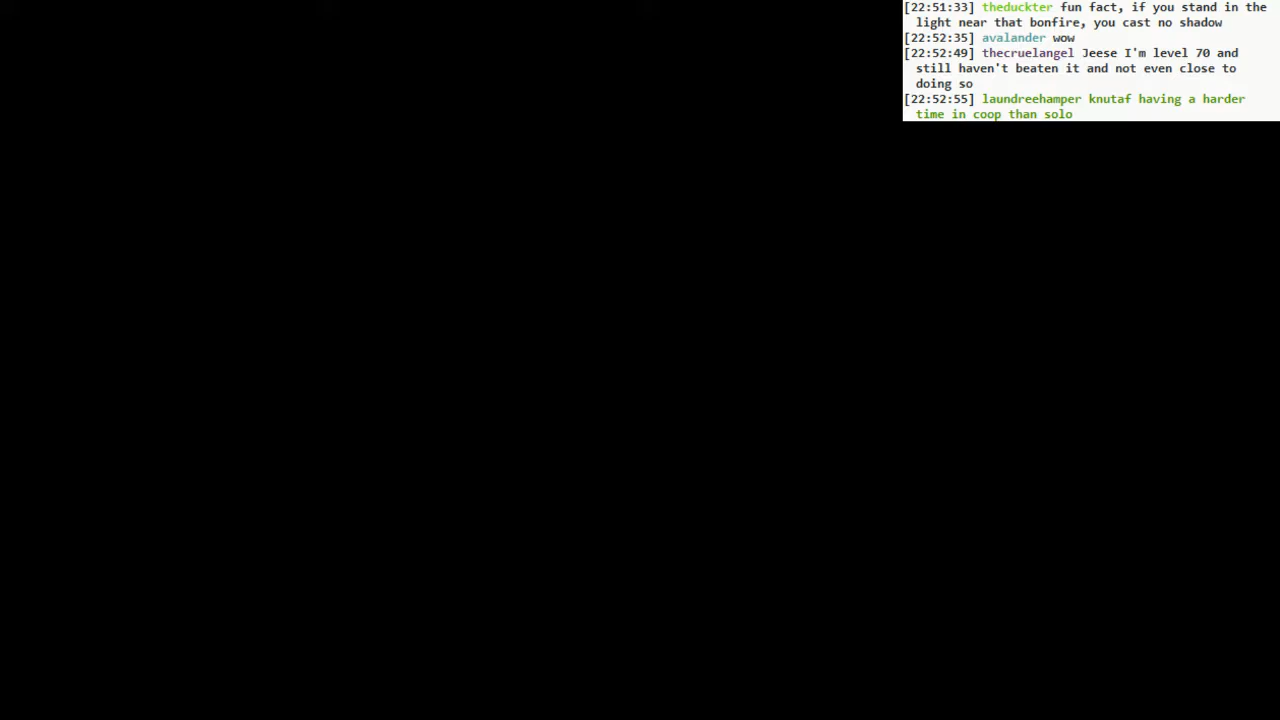 [22:51:33] theduckter fun fact, if you stand in the
light near that bonfire, you cast no shadow
[22:52:35] avalander wow
[22:52:49] thecruelangel Jeese I'm level 70 and
still haven't beaten it and not even close to
doing so
[22:52:55] laundreehamper knutaf having a harder
time in coop than solo